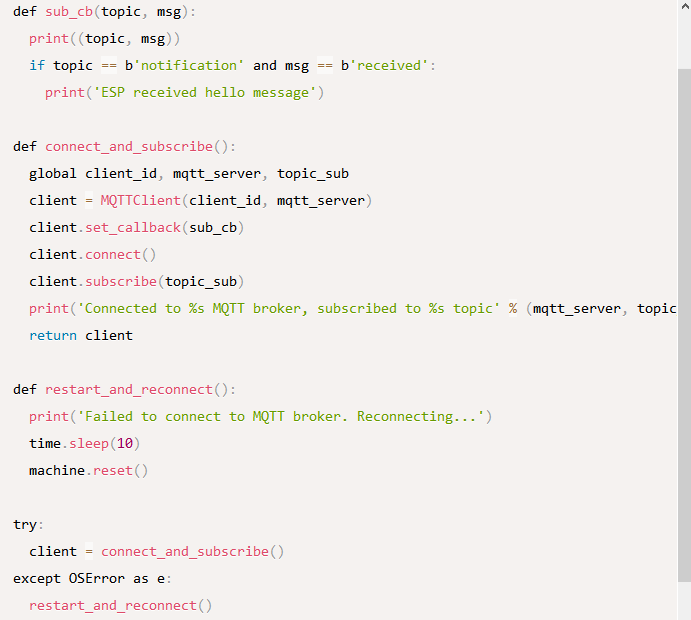 def sub_cb(topic, msg):
  print((topic, msg))
  if topic == b'notification' and msg == b'received':
    print('ESP received hello message')

def connect_and_subscribe():
  global client_id, mqtt_server, topic_sub
  client = MQTTClient(client_id, mqtt_server)
  client.set_callback(sub_cb)
  client.connect()
  client.subscribe(topic_sub)
  print('Connected to %s MQTT broker, subscribed to %s topic' % (mqtt_server, topic
  return client

def restart_and_reconnect():
  print('Failed to connect to MQTT broker. Reconnecting...')
  time.sleep(10)
  machine.reset()

try:
  client = connect_and_subscribe()
except OSError as e:
  restart_and_reconnect()